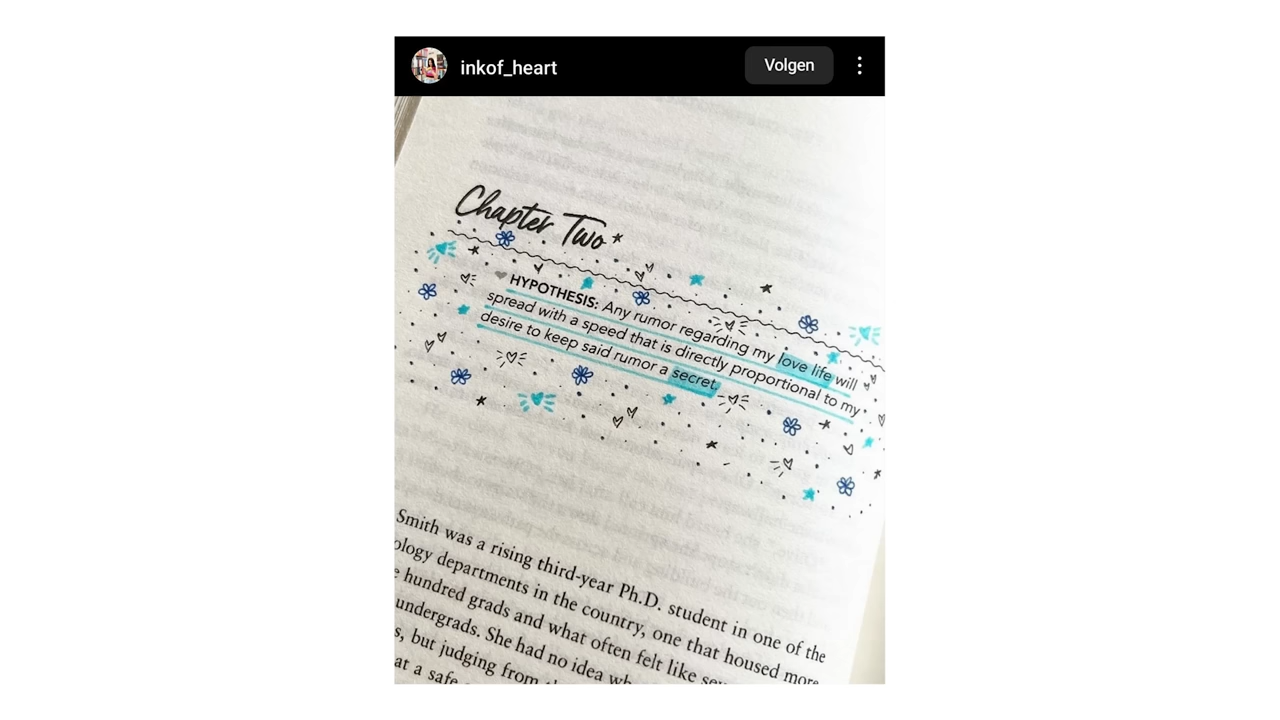 inkof_heart
Volgen
Chapter Two
HYPOTHESIS: Any rumor regarding my love life will
spread with a speed that is directly proportional to my
desire to keep said rumor a secret.
Smith was a rising third-year Ph.D. student in one of the
ology departments in the country, one that housed more
hundred grads and what often felt like
undergrads. She had no idea
but judging from
at a safe